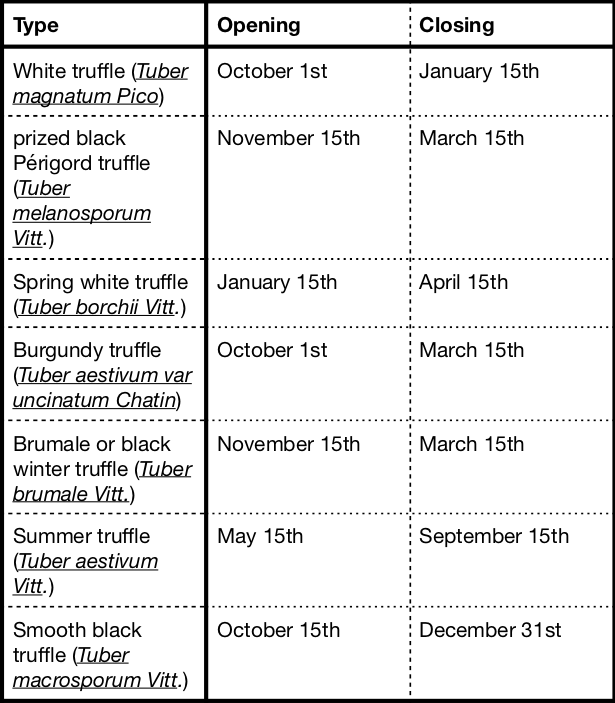 Type Opening Closing
White truffle (Tuber October 1st January 15th
magnatum Pico)
prized black November 15th March 15th
Périgord truffle
(Tuber
melanosporum
Vitt.)
Spring white truffle January 15th April 15th
(Tuber borchii Vitt.)
Burgundy truffle October 1st March 15th
(Tuber aestivum var
uncinatum Chatin)
Brumale or black November 15th March 15th
winter truffle (Tuber
brumale Vitt.)
Summer truffle May 15th September 15th
(Tuber aestivum
Vitt.)
Smooth black October 15th December 31st
truffle (Tuber
macrosporum Vitt.)